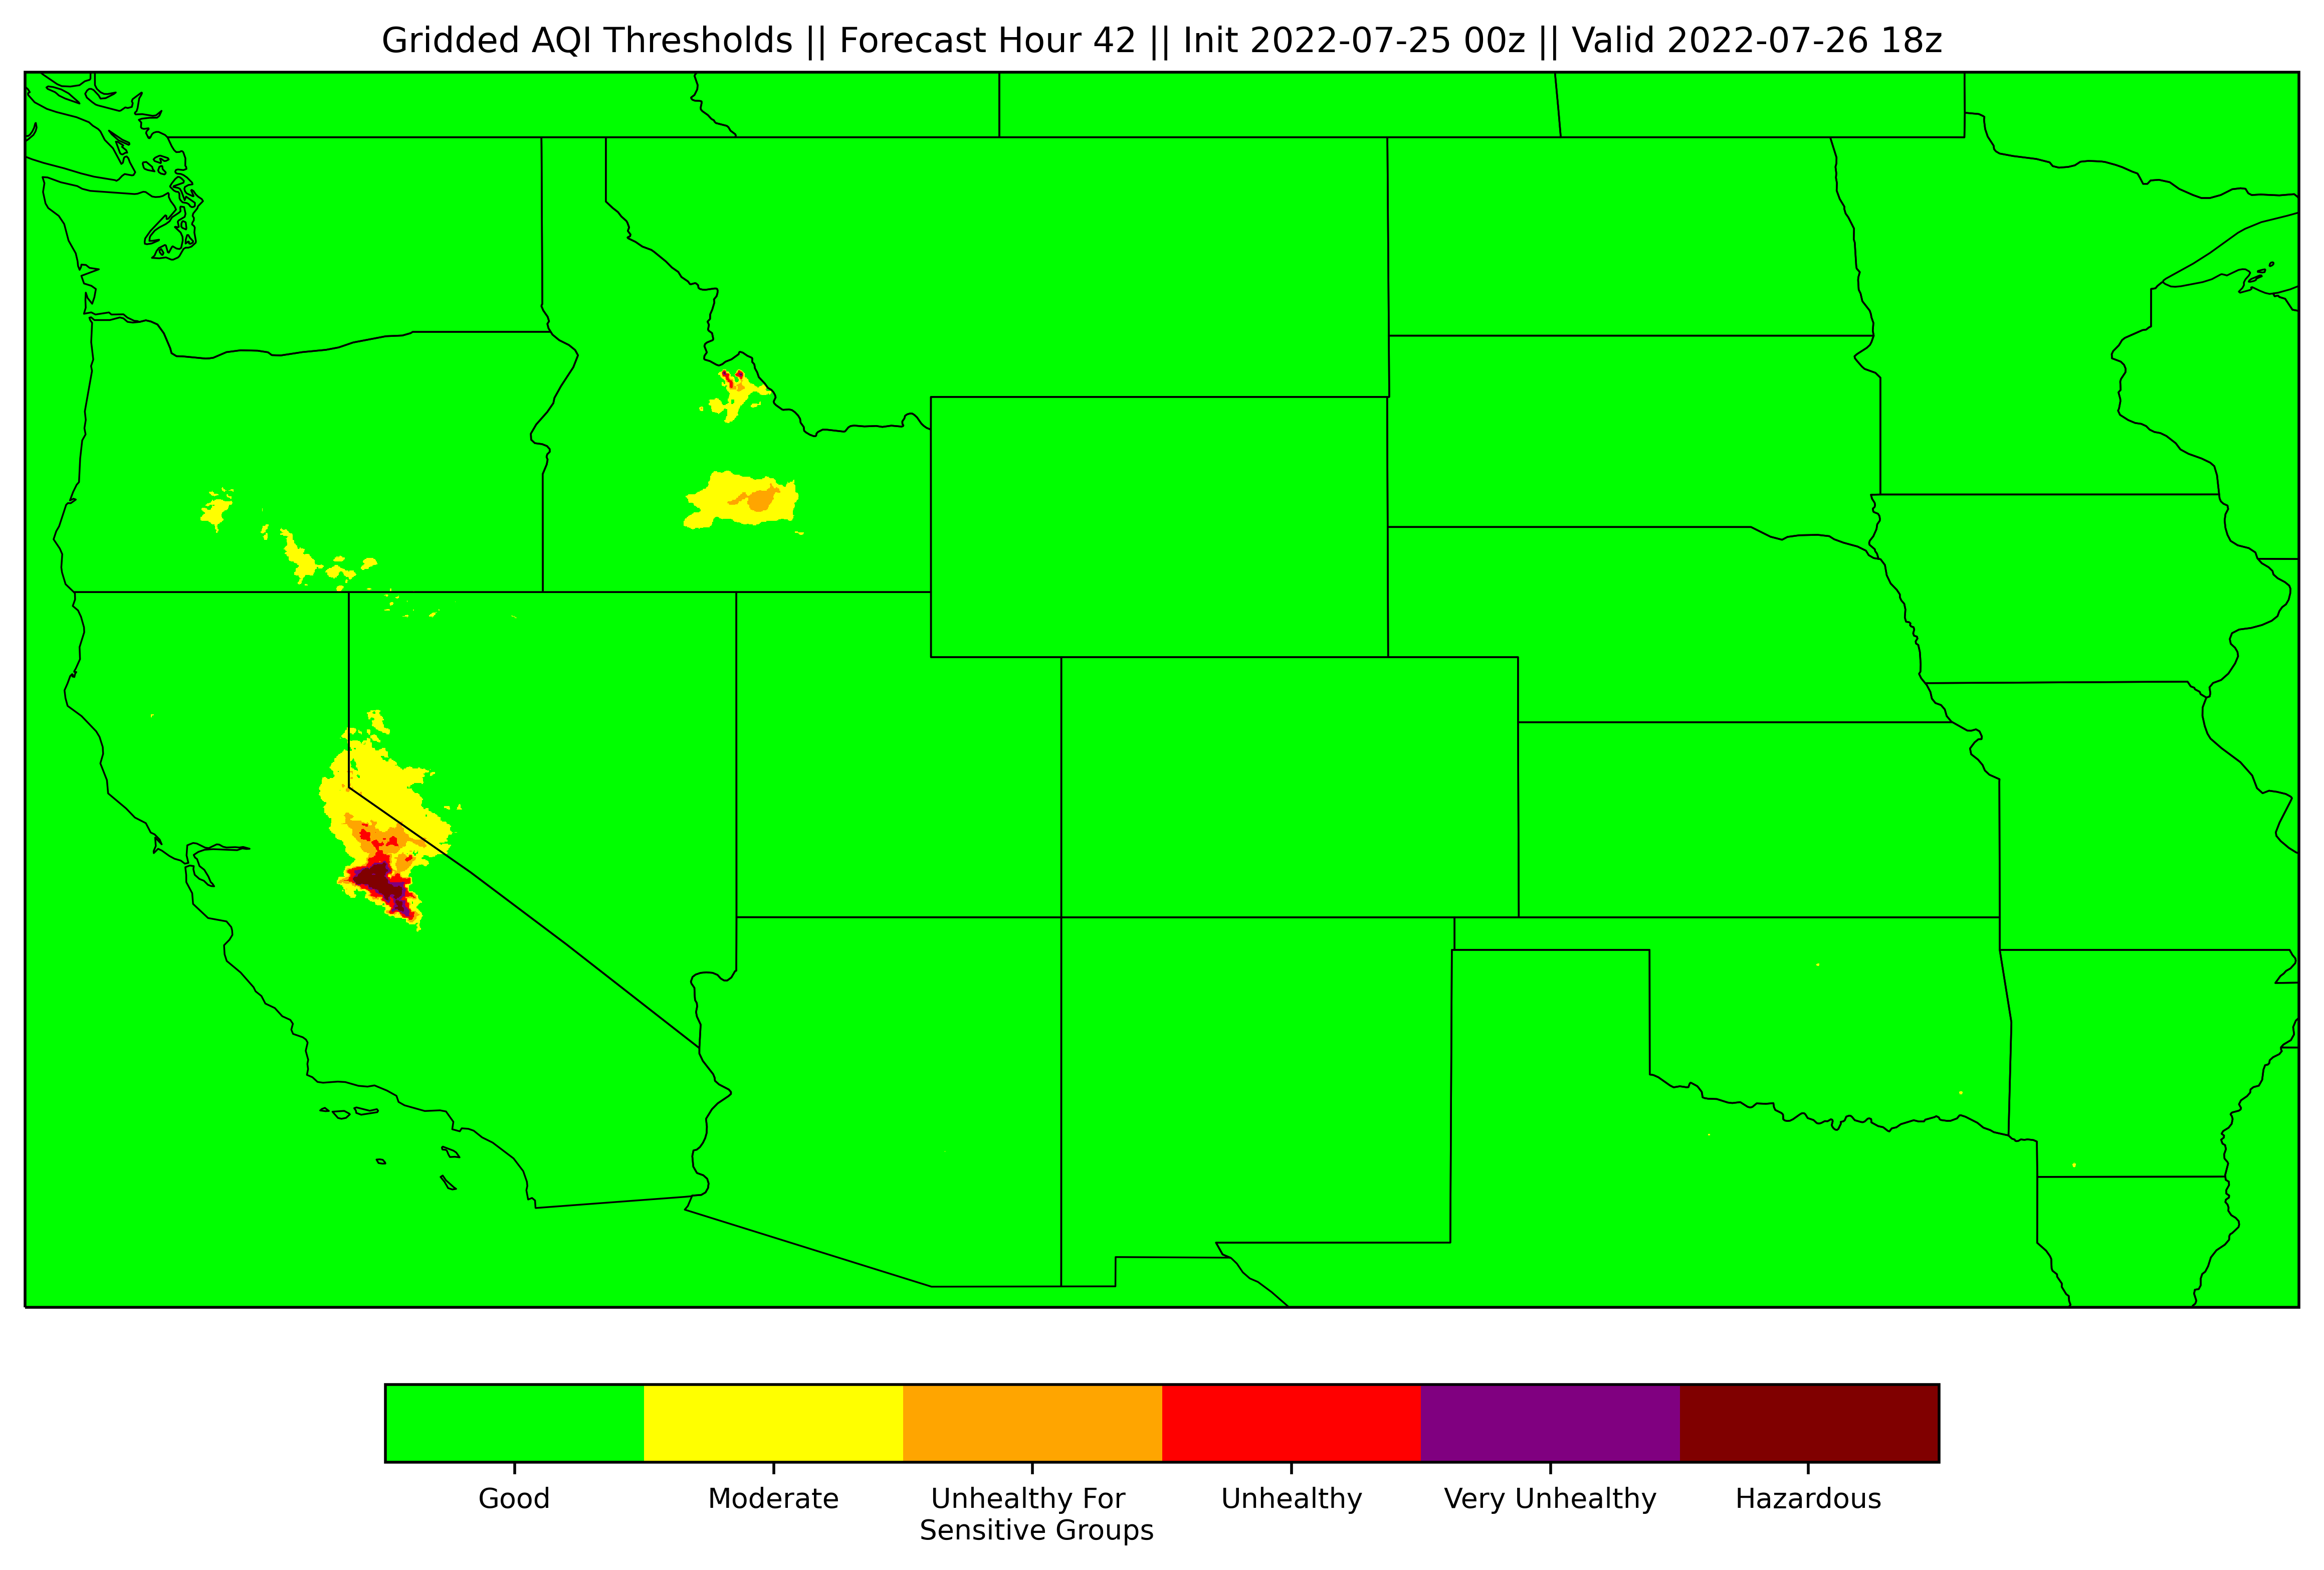 Gridded AQI Thresholds || Forecast Hour 42 || Init 2022-07-25 00z || Valid 2022-07-26 18z
Good
Moderate
Unhealthy For
Sensitive Groups
Unhealthy
Very Unhealthy
Hazardous